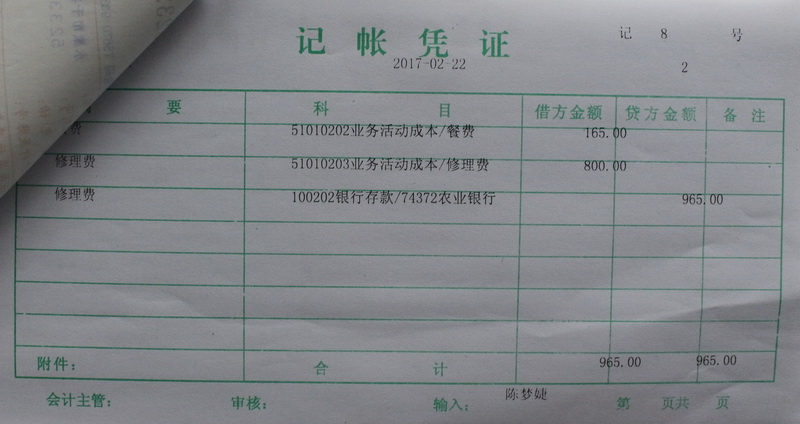 记帐凭证
记 8 号
2017-02-22
2
要 科目 借方金额 贷方金额 备注
费 51010202业务活动成本/餐费 165.00
修理费 51010203业务活动成本/修理费 800.00
修理费 100202银行存款/74372农业银行 965.00
附件： 合计 965.00 965.00
会计主管： 审核： 输入： 陈梦婕 第 页共 页